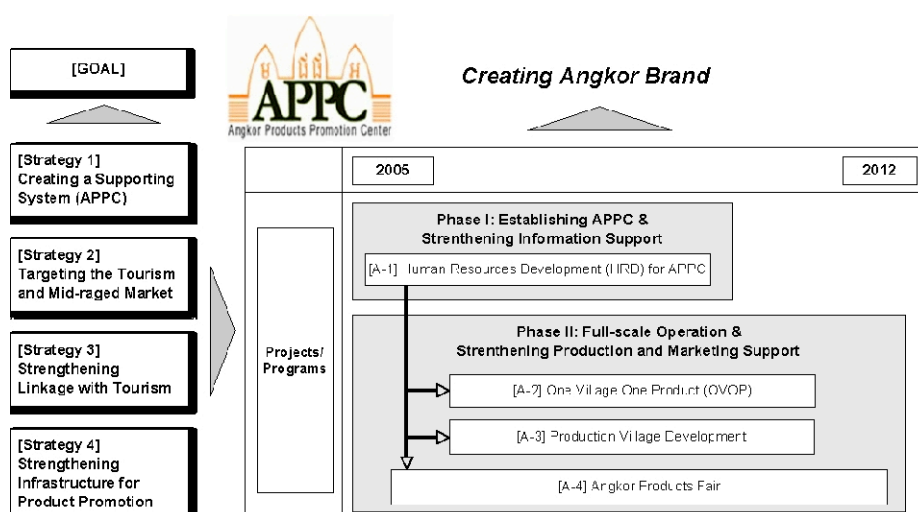 [GOAL]
ម ជ ជ អ
APPC
Angkor Products Promotion Center
Creating Angkor Brand
[Strategy 1]
Creating a Supporting
System (APPC)
[Strategy 2]
Targeting the Tourism
and Mid-raged Market
[Strategy 3]
Strengthening
Linkage with Tourism
[Strategy 4]
Strengthening
Infrastructure for
Product Promotion
2005
2012
Projects/
Programs
Phase I: Establishing APPC &
Strenthening Information Support
[A-1] Human Resources Development (HRD) for APPC
Phase II: Full-scale Operation &
Strenthening Production and Marketing Support
[A-2] One Village One Product (OVOP)
[A-3] Production Village Development
[A-4] Angkor Products Fair